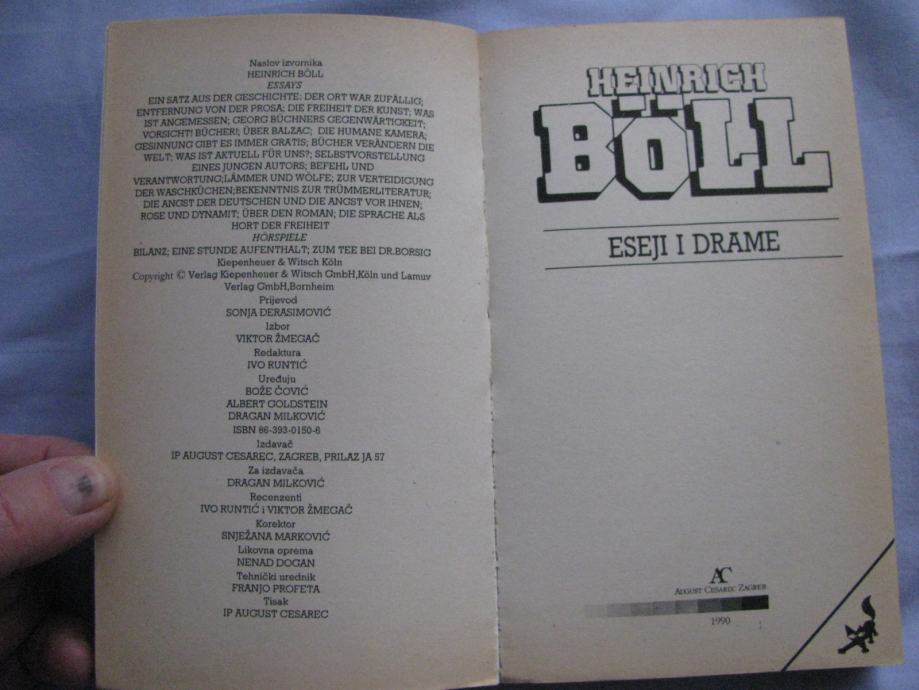 Naslov izvornika
HEINRICH BÖLL
ESSAYS
EIN SATZ AUS DER GESCHICHTE: DER ORT WAR ZUFÄLLIG;
ENTFERNUNG VON DER PROSA; DIE FREIHEIT DER KUNST; WAS
IST ANGEMESSEN; GEORG BÜCHNERS GEGENWÄRTIGKEIT;
VORSICHT! BÜCHER!; ÜBER BALZAC; DIE HUMANE KAMERA;
GESINNUNG GIBT ES IMMER GRATIS; BÜCHER VERÄNDERN DIE
WELT; WAS IST AKTUELL FÜR UNS?; SELBSTVORSTELLUNG
EINES JUNGEN AUTORS; BEFEHL UND
VERANTWORTUNG;LÄMMER UND WÖLFE; ZUR VERTEIDIGUNG
DER WASCHKÜCHEN;BEKENNTNIS ZUR TRÜMMERLITERATUR;
DIE ANGST DER DEUTSCHEN UND DIE ANGST VOR IHNEN;
ROSE UND DYNAMIT; ÜBER DEN ROMAN; DIE SPRACHE ALS
HORT DER FREIHEIT
HÖRSPIELE
BILANZ; EINE STUNDE AUFENTHALT; ZUM TEE BEI DR.BORSIG
Kiepenheuer & Witsch Köln
Copyright © Verlag Kiepenheuer & Witsch GmbH,Köln und Lamuv
Verlag GmbH,Bornheim
Prijevod
SONJA DERASIMOVIĆ
Izbor
VIKTOR ŽMEGAČ
Redaktura
IVO RUNTIĆ
Uređuju
BOŽE ČOVIĆ
ALBERT GOLDSTEIN
DRAGAN MILKOVIĆ
ISBN 86-393-0150-6
Izdavač
IP AUGUST CESAREC, ZAGREB, PRILAZ JA 57
Za izdavača
DRAGAN MILKOVIĆ
Recenzenti
IVO RUNTIĆ i VIKTOR ŽMEGAČ
Korektor
SNJEŽANA MARKOVIĆ
Likovna oprema
NENAD DOGAN
Tehnički urednik
FRANJO PROFETA
Tisak
IP AUGUST CESAREC
HEINRICH
BÖLL
ESEJI I DRAME
AC
AUGUST CESAREC ZAGREB
1990